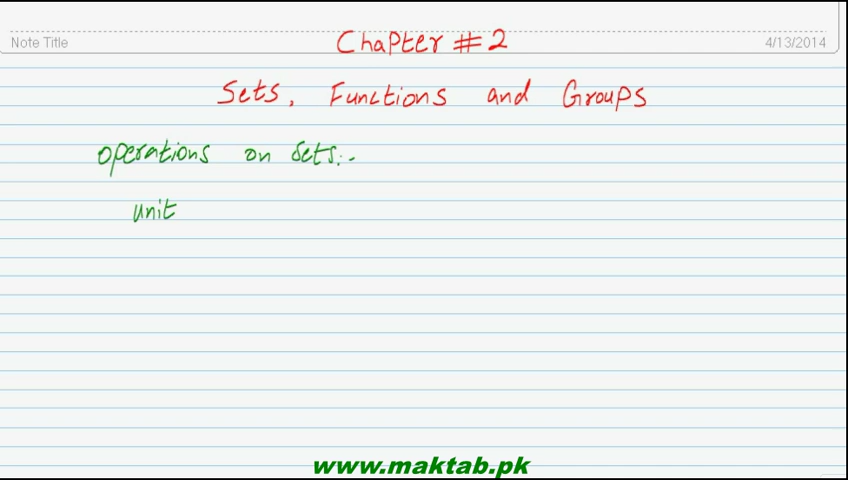 Note Title
4/13/2014
Chapter # 2
Sets, Functions and Groups
operations on Sets:-
unit
www.maktab.pk